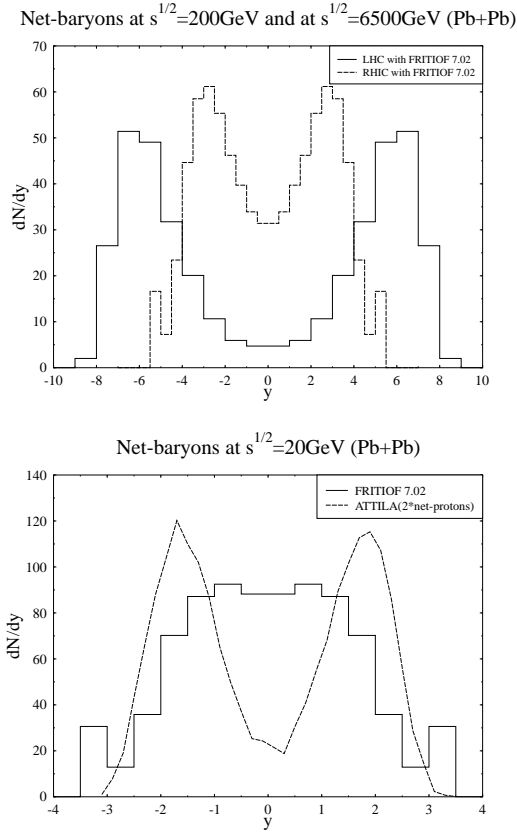 Net-baryons at s^{1/2}=200GeV and at s^{1/2}=6500GeV (Pb+Pb)
70
60
50
40
30
20
10
0
dN/dy
LHC with FRITIOF 7.02
RHIC with FRITIOF 7.02
-10 -8 -6 -4 -2 0 2 4 6 8 10
y
Net-baryons at s^{1/2}=20GeV (Pb+Pb)
140
120
100
80
60
40
20
0
dN/dy
FRITIOF 7.02
ATTILA(2*net-protons)
-4 -3 -2 -1 0 1 2 3 4
y